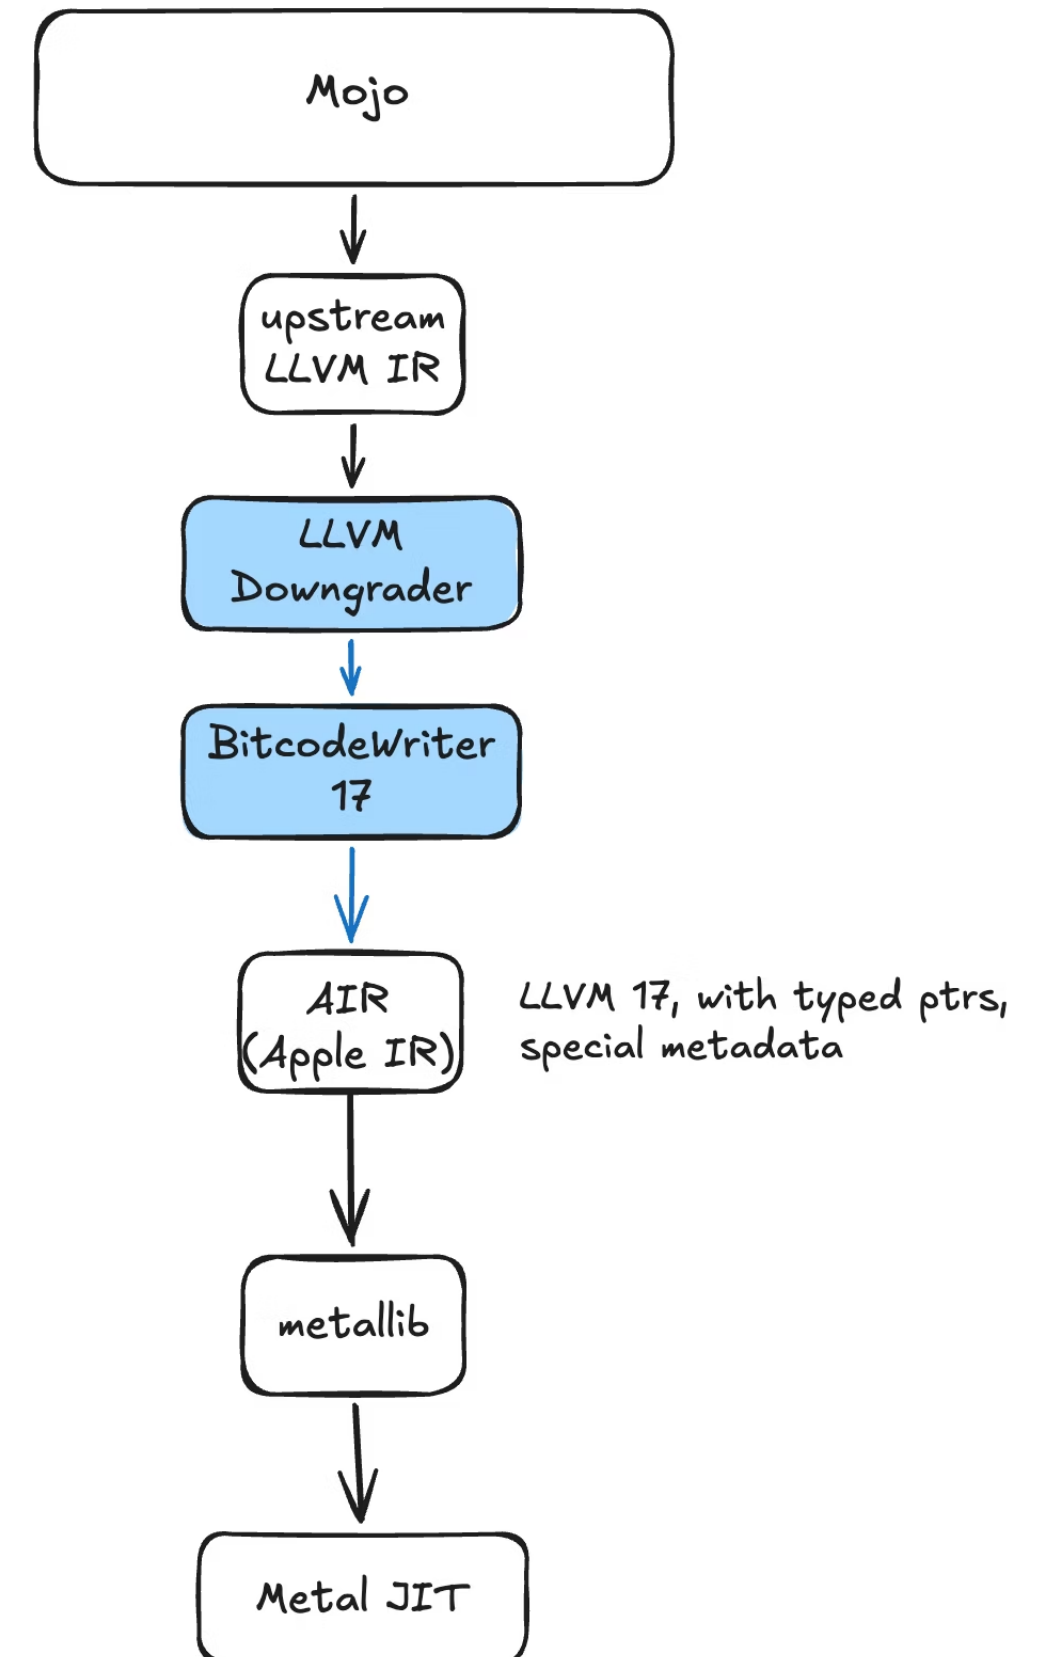 Mojo
upstream
LLVM IR
LLVM
Downgrader
BitcodeWriter
17
AIR
(Apple IR)
LLVM 17, with typed ptrs,
special metadata
metallib
Metal JIT